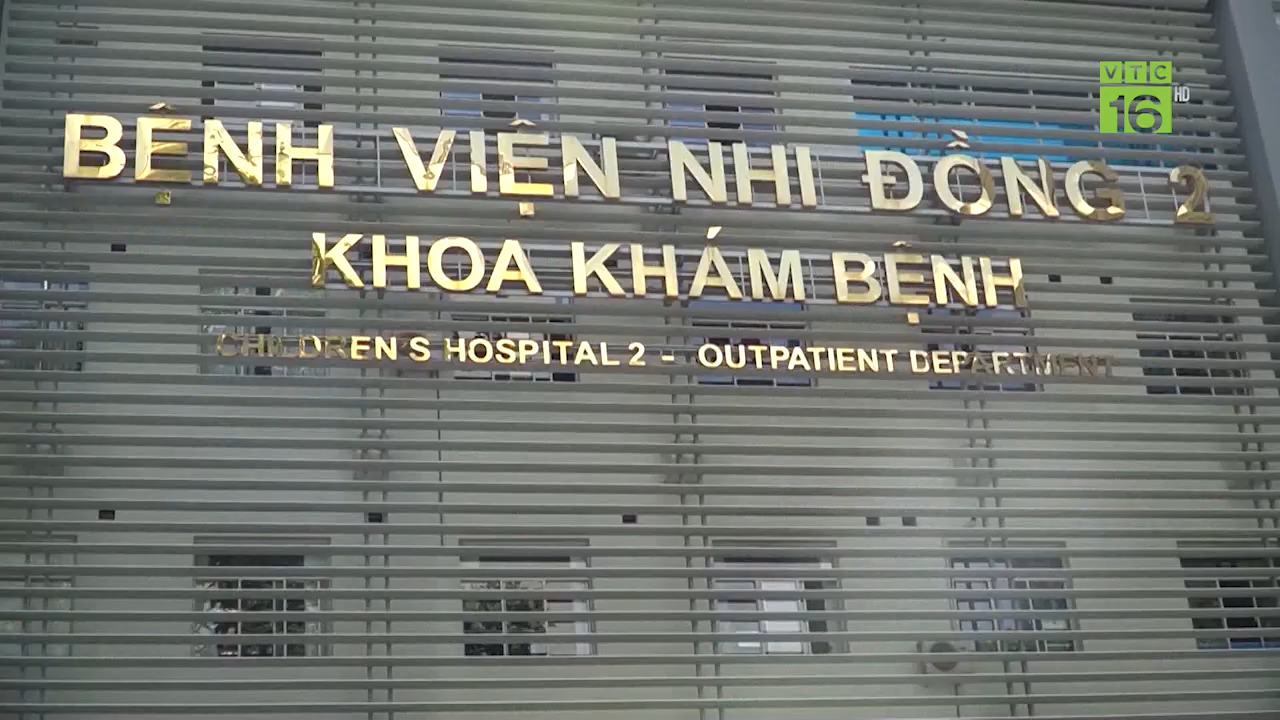 VTC
16 HD
BỆNH VIỆN NHI ĐỒNG 2
KHOA KHÁM BỆNH
CHILDREN'S HOSPITAL 2 - OUTPATIENT DEPARTMENT